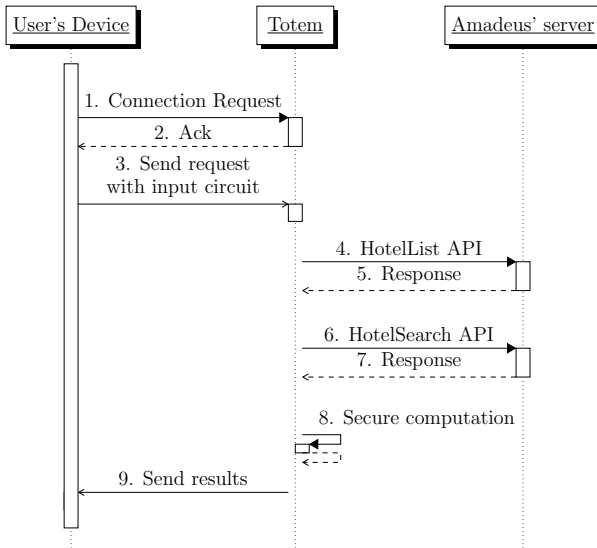 User's Device
Totem
Amadeus' server
1. Connection Request
2. Ack
3. Send request
with input circuit
4. HotelList API
5. Response
6. HotelSearch API
7. Response
8. Secure computation
9. Send results